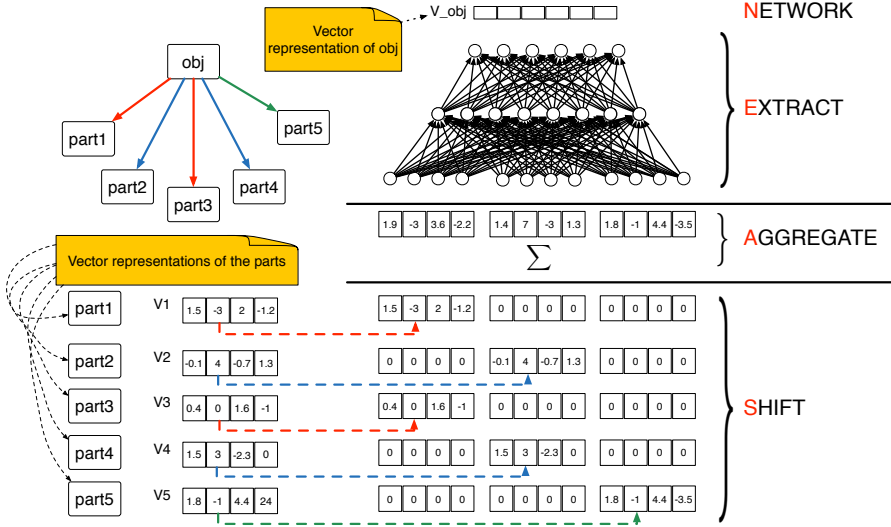 V_obj
NETWORK
Vector
representation of obj
obj
EXTRACT
part1
part5
part2
part4
part3
1.9 -3 3.6 -2.2 1.4 7 -3 1.3 1.8 -1 4.4 -3.5
AGGREGATE
Σ
Vector representations of the parts
part1 V1 1.5 -3 2 -1.2 1.5 -3 2 -1.2 0 0 0 0 0 0 0 0
part2 V2 -0.1 4 -0.7 1.3 0 0 0 0 -0.1 4 -0.7 1.3 0 0 0 0
part3 V3 0.4 0 1.6 -1 0.4 0 1.6 -1 0 0 0 0 0 0 0 0
SHIFT
part4 V4 1.5 3 -2.3 0 0 0 0 0 1.5 3 -2.3 0 0 0 0 0
part5 V5 1.8 -1 4.4 24 0 0 0 0 0 0 0 0 1.8 -1 4.4 -3.5